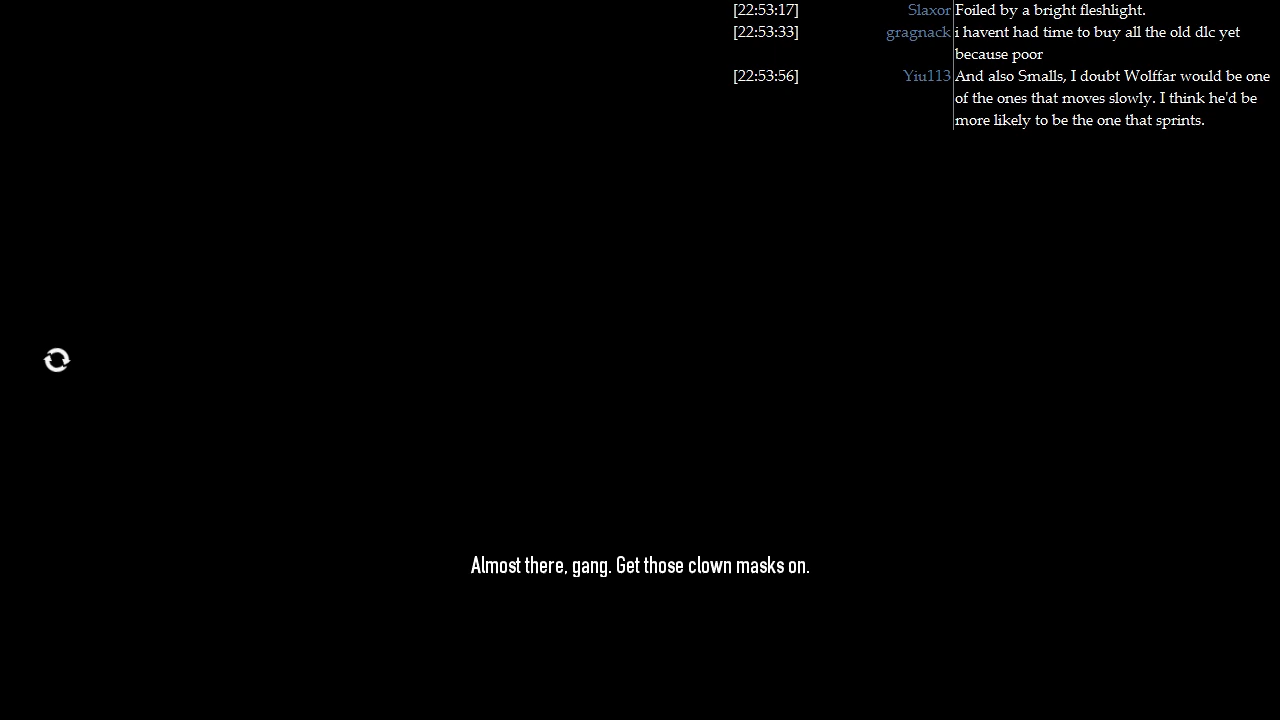 [22:53:17] Slaxor Foiled by a bright fleshlight.
[22:53:33] gragnack i havent had time to buy all the old dlc yet
because poor
[22:53:56] Yiu113 And also Smalls, I doubt Wolffar would be one
of the ones that moves slowly. I think he'd be
more likely to be the one that sprints.
Almost there, gang. Get those clown masks on.